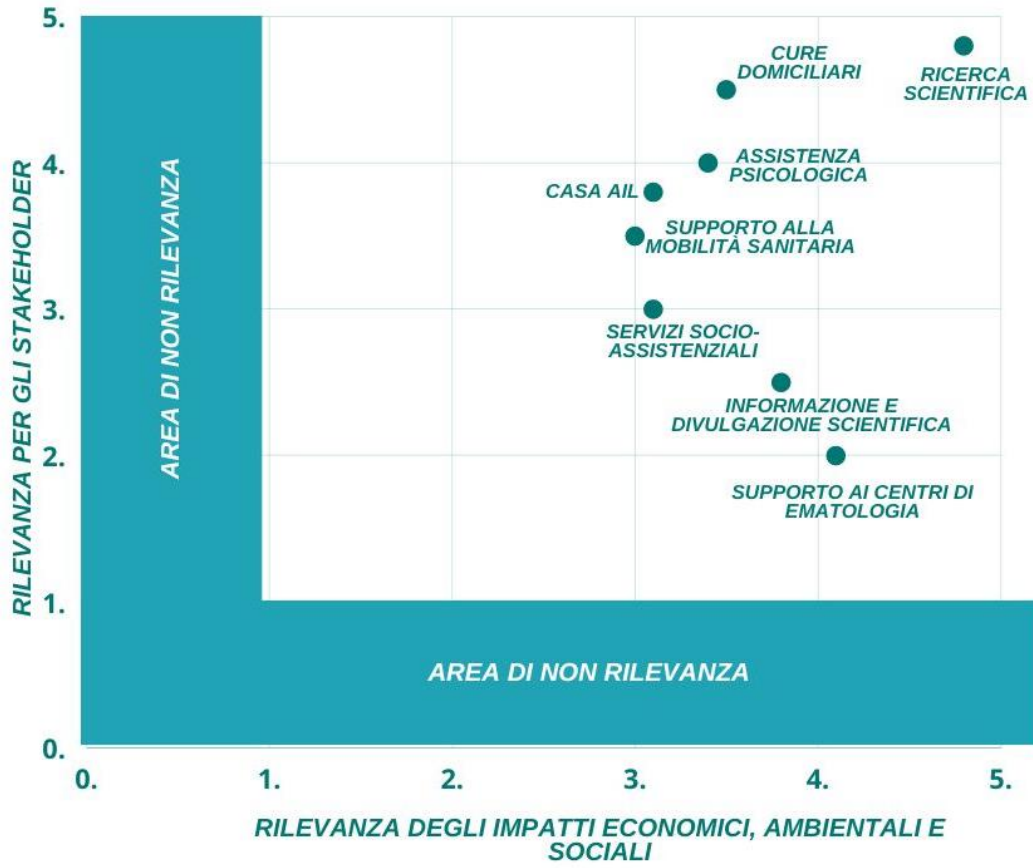 5.
4.
3.
2.
1.
0.
RILEVANZA PER GLI STAKEHOLDER
AREA DI NON RILEVANZA
CURE
DOMICILIARI
RICERCA
SCIENTIFICA
ASSISTENZA
PSICOLOGICA
CASA AIL
SUPPORTO ALLA
MOBILITÀ SANITARIA
SERVIZI SOCIO-
ASSISTENZIALI
INFORMAZIONE E
DIVULGAZIONE SCIENTIFICA
SUPPORTO AI CENTRI DI
EMATOLOGIA
AREA DI NON RILEVANZA
0.
1.
2.
3.
4.
5.
RILEVANZA DEGLI IMPATTI ECONOMICI, AMBIENTALI E
SOCIALI